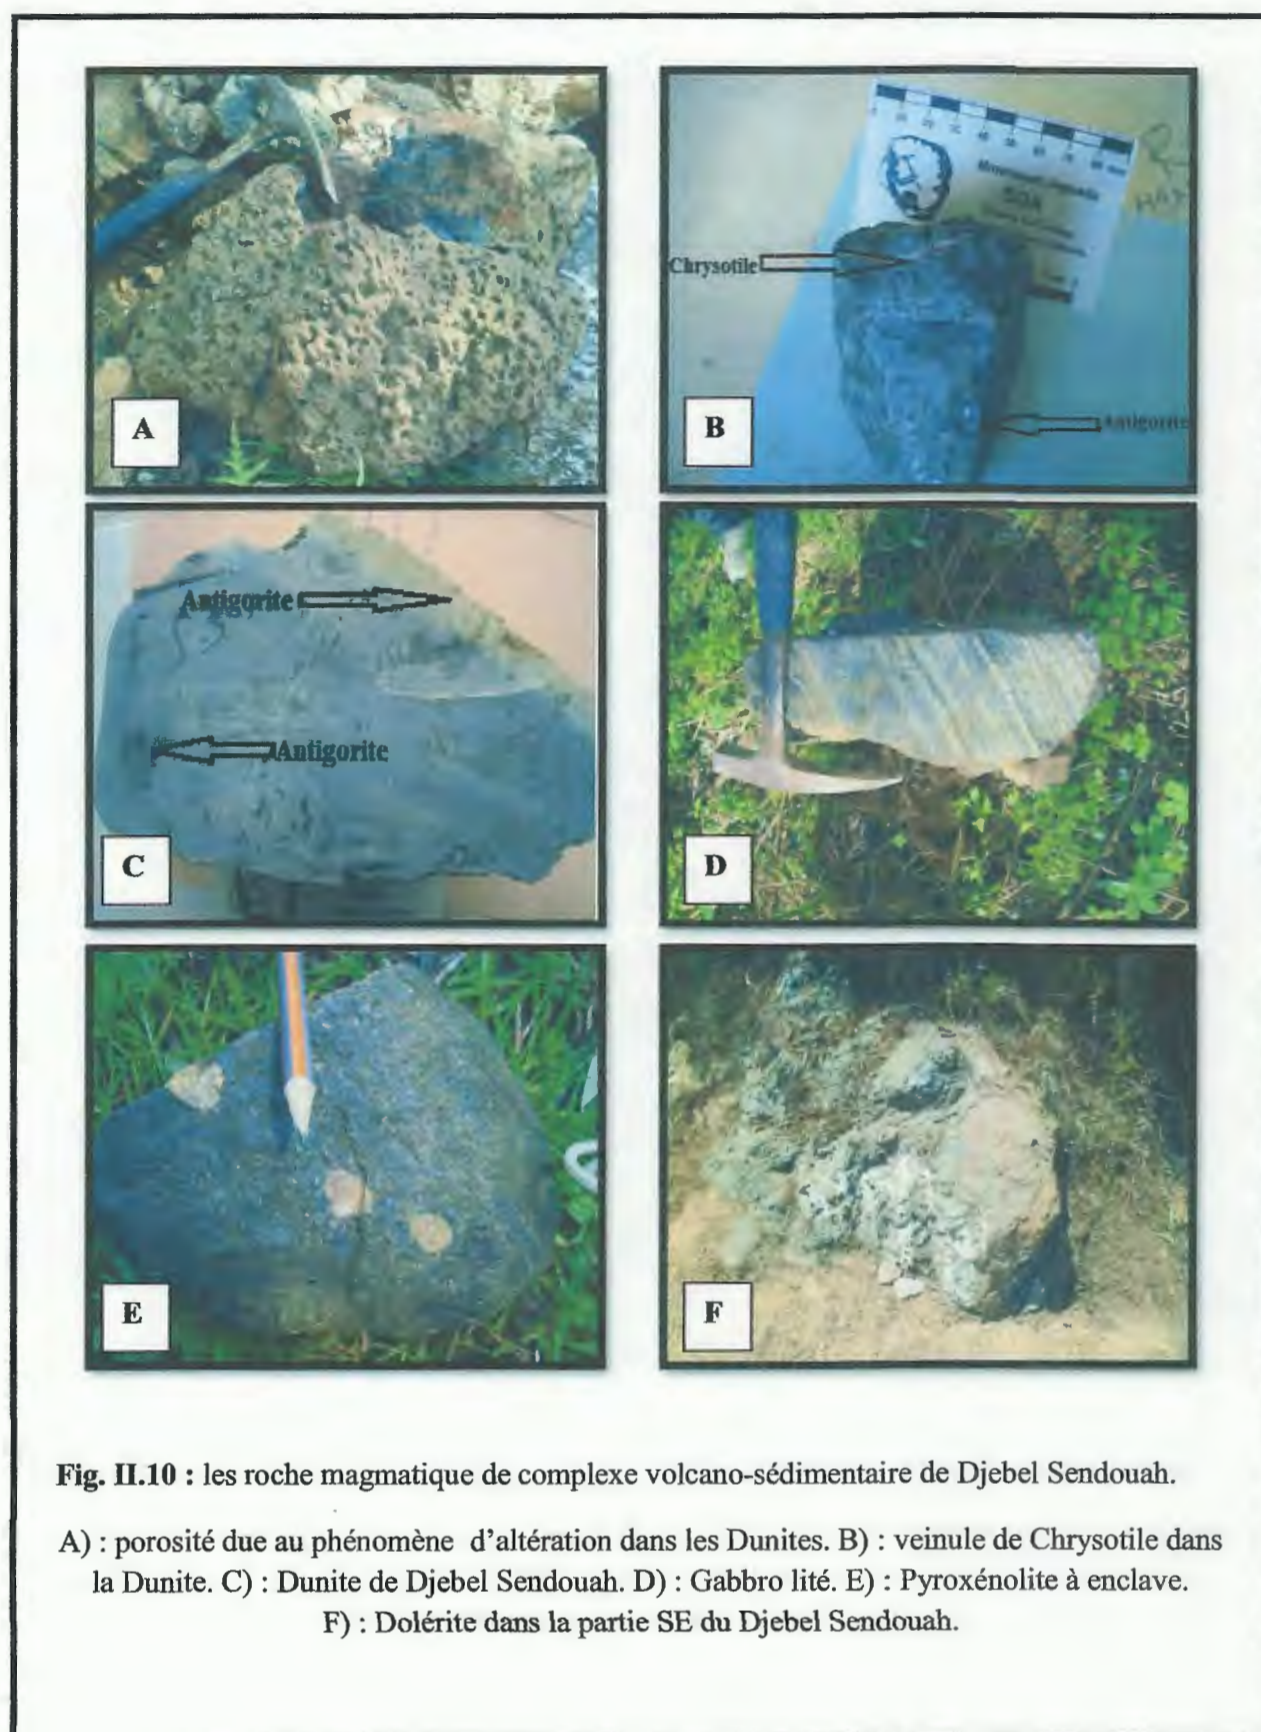 A
Chrysotile
Antigorite
B
Antigorite
Antigorite
C
D
E
F
Fig. II.10 : les roche magmatique de complexe volcano-sédimentaire de Djebel Sendouah.
A) : porosité due au phénomène d'altération dans les Dunites. B) : veinule de Chrysotile dans
la Dunite. C) : Dunite de Djebel Sendouah. D) : Gabbro lité. E) : Pyroxénolite à enclave.
F) : Dolérite dans la partie SE du Djebel Sendouah.